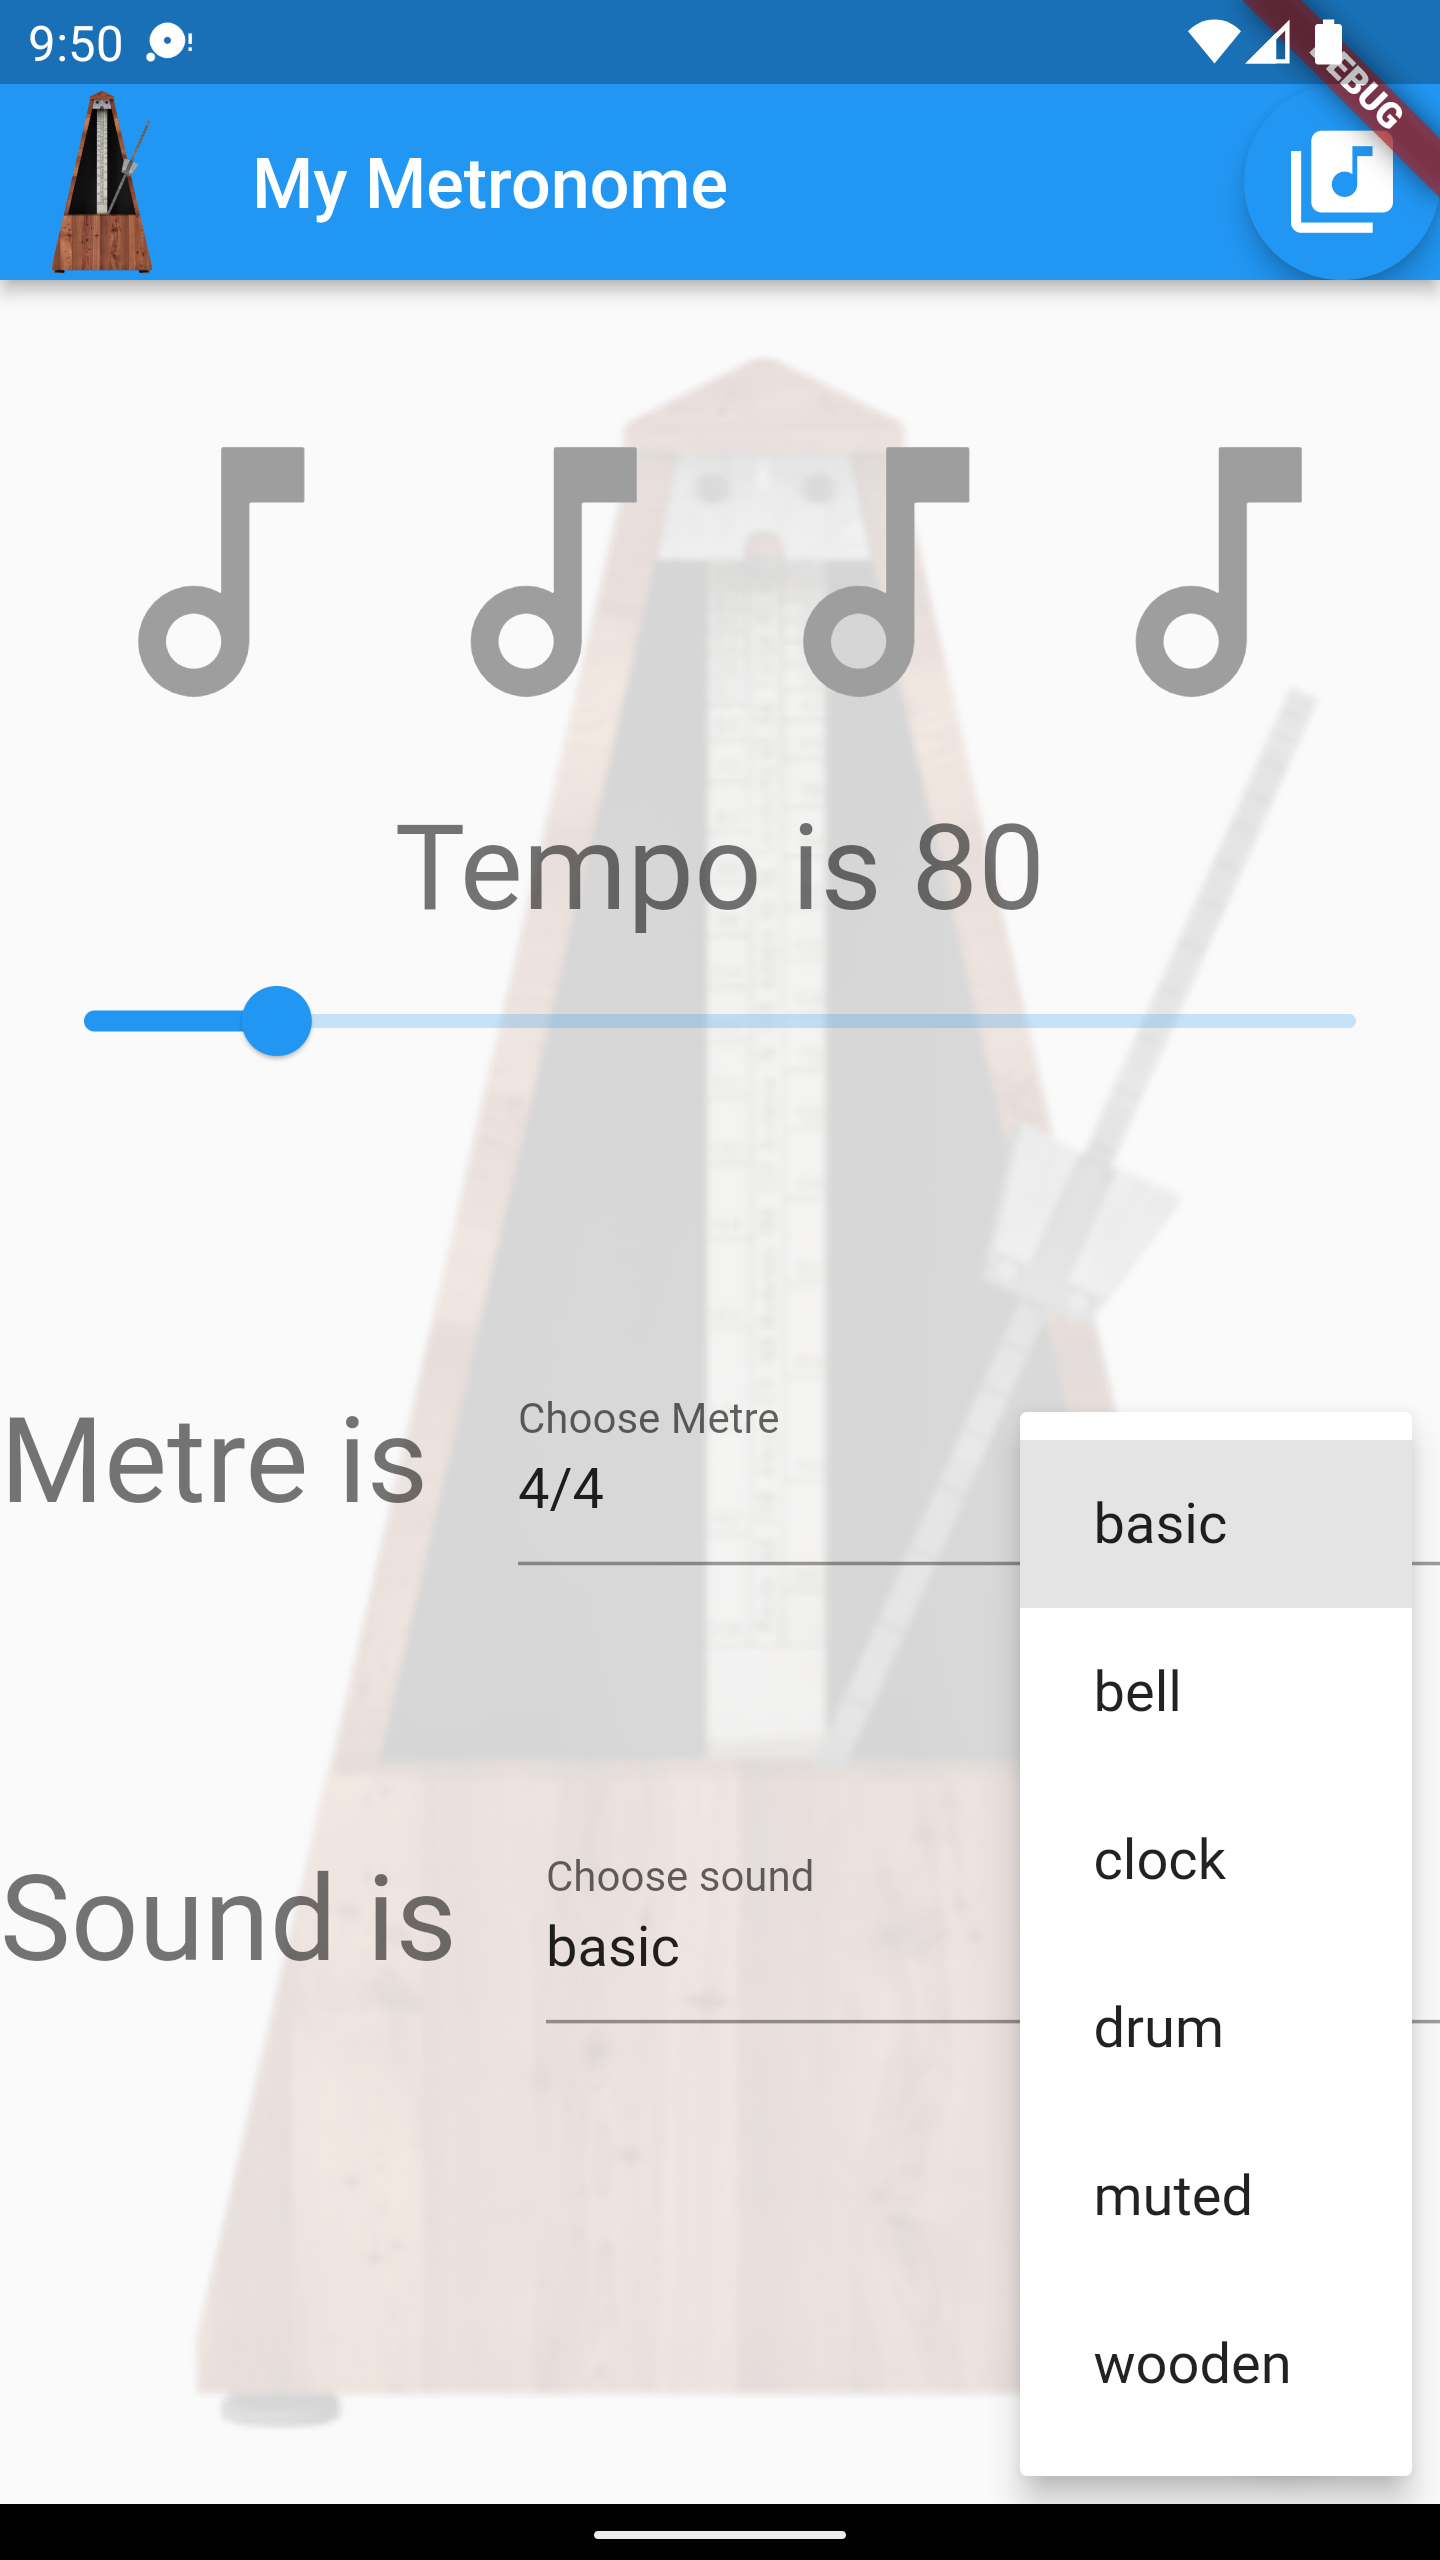 9:50
DEBUG
My Metronome
Tempo is 80
Choose Metre
Metre is
4/4
basic
bell
clock
Choose sound
Sound is
basic
drum
muted
wooden